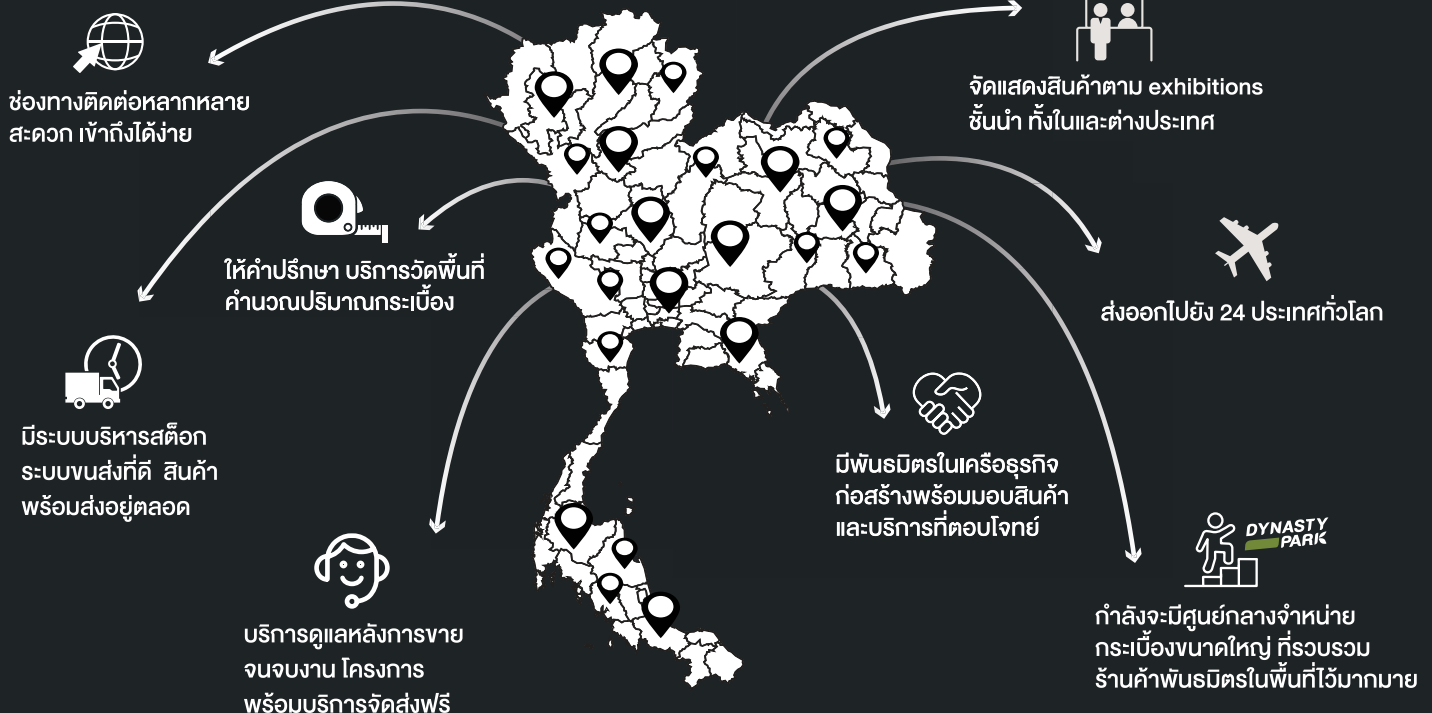 ช่องทางติดต่อหลากหลาย
สะดวก เข้าถึงได้ง่าย
จัดแสดงสินค้าตาม exhibitions
ชั้นนำ ทั้งในและต่างประเทศ
ให้คำปรึกษา บริการวัดพื้นที่
คำนวณปริมาณกระเบื้อง
ส่งออกไปยัง 24 ประเทศทั่วโลก
มีระบบบริหารสต็อก
ระบบขนส่งที่ดี สินค้า
พร้อมส่งอยู่ตลอด
มีพันธมิตรในเครือธุรกิจ
ก่อสร้างพร้อมมอบสินค้า
และบริการที่ตอบโจทย์
บริการดูแลหลังการขาย
จนจบงาน โครงการ
พร้อมบริการจัดส่งฟรี
DYNASTY
PARK
กำลังจะมีศูนย์กลางจำหน่าย
กระเบื้องขนาดใหญ่ ที่รวบรวม
ร้านค้าพันธมิตรในพื้นที่ไว้มากมาย